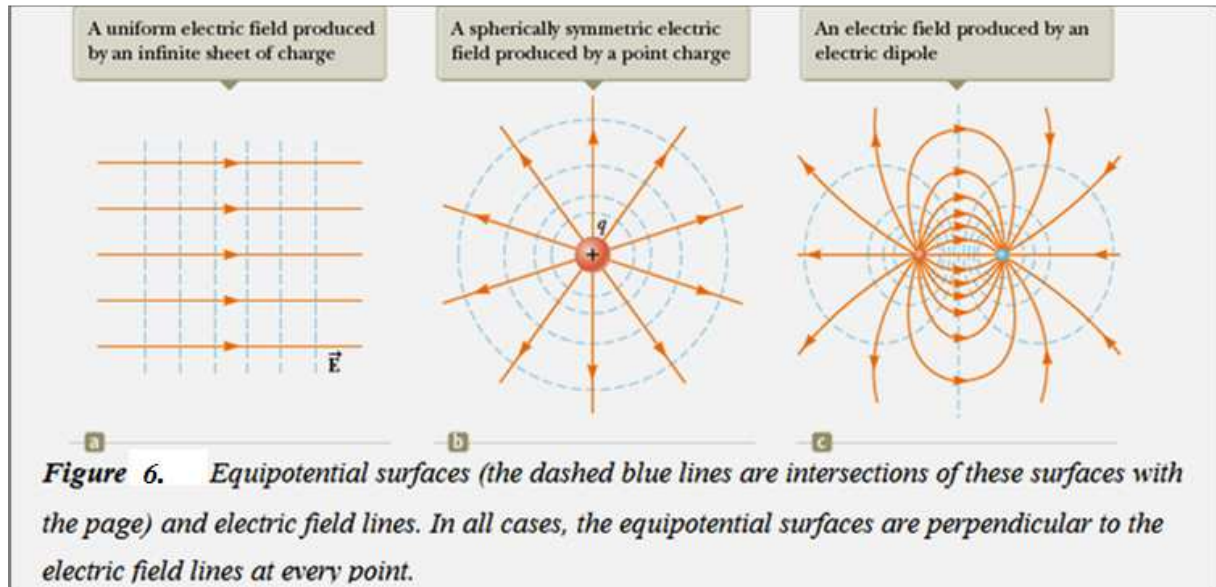 A uniform electric field produced
by an infinite sheet of charge
A spherically symmetric electric
field produced by a point charge
An electric field produced by an
electric dipole
q
+
E
a
b
c
Figure 6. Equipotential surfaces (the dashed blue lines are intersections of these surfaces with
the page) and electric field lines. In all cases, the equipotential surfaces are perpendicular to the
electric field lines at every point.